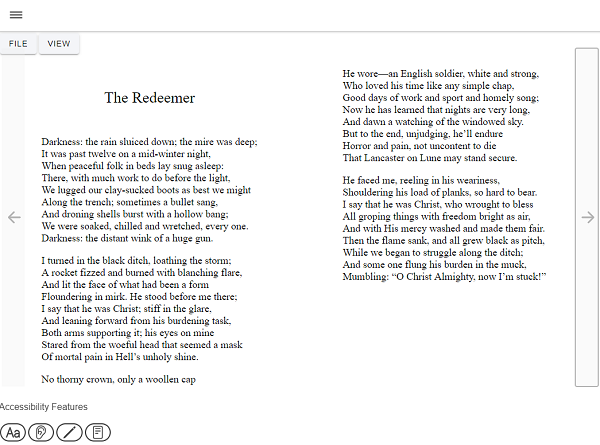 FILE
VIEW
The Redeemer
Darkness: the rain sluiced down; the mire was deep;
It was past twelve on a mid-winter night,
When peaceful folk in beds lay snug asleep:
There, with much work to do before the light,
We lugged our clay-sucked boots as best we might
Along the trench; sometimes a bullet sang,
And droning shells burst with a hollow bang;
We were soaked, chilled and wretched, every one.
Darkness: the distant wink of a huge gun.
I turned in the black ditch, loathing the storm;
A rocket fizzed and burned with blanching flare,
And lit the face of what had been a form
Floundering in mirk. He stood before me there;
I say that he was Christ; stiff in the glare,
And leaning forward from his burdening task,
Both arms supporting it; his eyes on mine
Stared from the woeful head that seemed a mask
Of mortal pain in Hell’s unholy shine.
No thorny crown, only a woollen cap
He wore—an English soldier, white and strong,
Who loved his time like any simple chap,
Good days of work and sport and homely song;
Now he has learned that nights are very long,
And dawn a watching of the windowed sky.
But to the end, unjudging, he’ll endure
Horror and pain, not uncontent to die
That Lancaster on Lune may stand secure.
He faced me, reeling in his weariness,
Shouldering his load of planks, so hard to bear.
I say that he was Christ, who wrought to bless
All groping things with freedom bright as air,
And with His mercy washed and made them fair.
Then the flame sank, and all grew black as pitch,
While we began to struggle along the ditch;
And some one flung his burden in the muck,
Mumbling: “O Christ Almighty, now I’m stuck!”
Accessibility Features
Aa